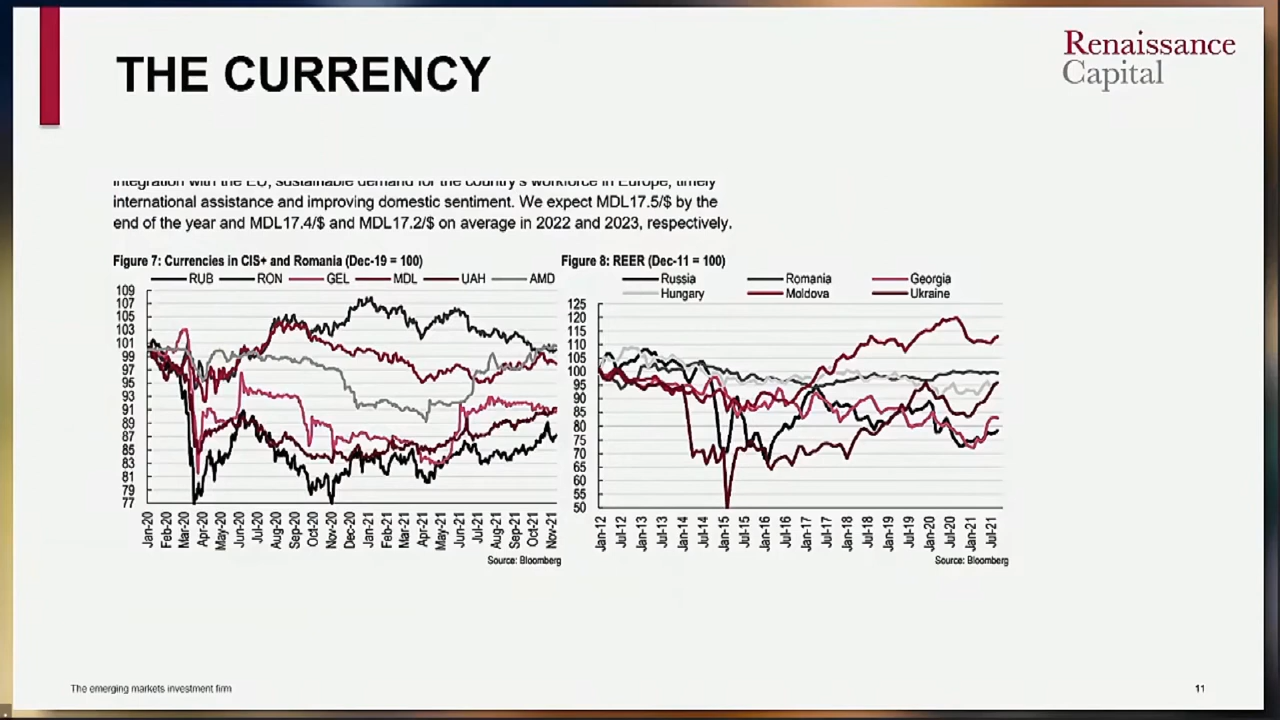 THE CURRENCY
Renaissance
Capital
integration with the EU, sustainable demand for the country's workforce in Europe, timely
international assistance and improving domestic sentiment. We expect MDL17.5/$ by the
end of the year and MDL17.4/$ and MDL17.2/$ on average in 2022 and 2023, respectively.
Figure 7: Currencies in CIS+ and Romania (Dec-19 = 100)
RUB RON GEL MDL UAH AMD
109
107
105
103
101
99
97
95
93
91
89
87
85
83
81
79
77
Jan-20 Feb-20 Mar-20 Apr-20 May-20 Jun-20 Jul-20 Aug-20 Sep-20 Oct-20 Nov-20 Dec-20 Jan-21 Feb-21 Mar-21 Apr-21 May-21 Jun-21 Jul-21 Aug-21 Sep-21 Oct-21 Nov-21
Source: Bloomberg
Figure 8: REER (Dec-11 = 100)
Russia Romania Georgia
Hungary Moldova Ukraine
125
120
115
110
105
100
95
90
85
80
75
70
65
60
55
50
Jan-12 Jul-12 Jan-13 Jul-13 Jan-14 Jul-14 Jan-15 Jul-15 Jan-16 Jul-16 Jan-17 Jul-17 Jan-18 Jul-18 Jan-19 Jul-19 Jan-20 Jul-20 Jan-21 Jul-21
Source: Bloomberg
The emerging markets investment firm
11